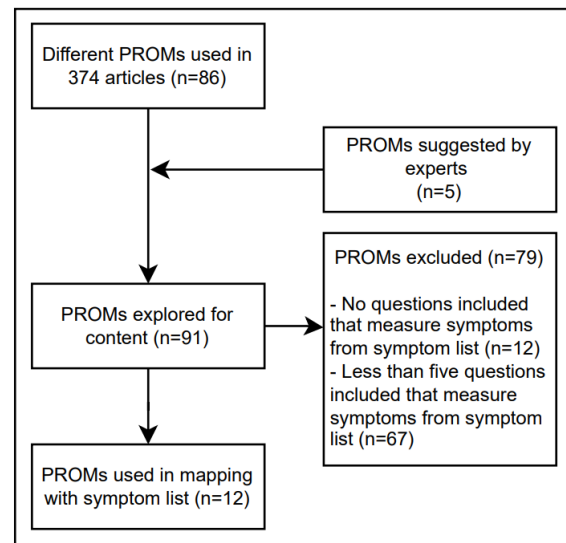 Different PROMs used in
374 articles (n=86)
PROMs suggested by
experts
(n=5)
PROMs explored for
content (n=91)
PROMs excluded (n=79)
- No questions included
that measure symptoms
from symptom list (n=12)
- Less than five questions
included that measure
symptoms from symptom
list (n=67)
PROMs used in mapping
with symptom list (n=12)